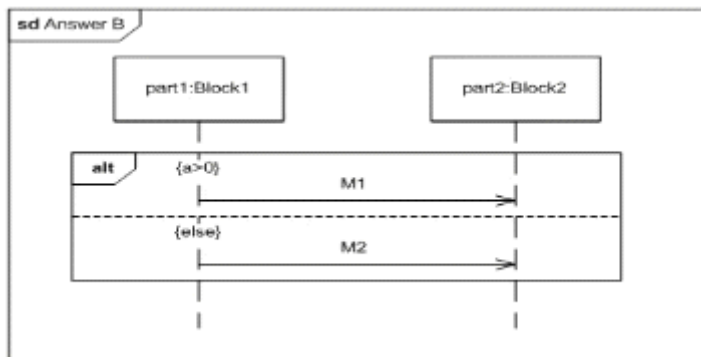 sd Answer B
part1:Block1
part2:Block2
alt
{a>0}
M1
{else}
M2